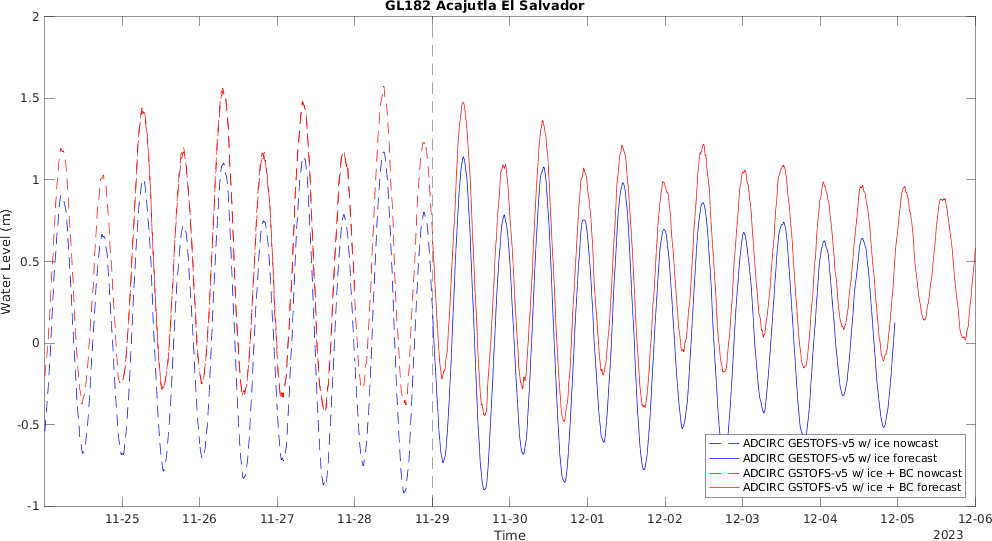 GL182 Acajutla El Salvador
2
1.5
1
0.5
0
-0.5
-1
Water Level (m)
11-25 11-26 11-27 11-28 11-29 11-30 12-01 12-02 12-03 12-04 12-05 12-06
Time
2023
ADCIRC GESTOFS-v5 w/ ice nowcast
ADCIRC GESTOFS-v5 w/ ice forecast
ADCIRC GSTOFS-v5 w/ ice + BC nowcast
ADCIRC GSTOFS-v5 w/ ice + BC forecast